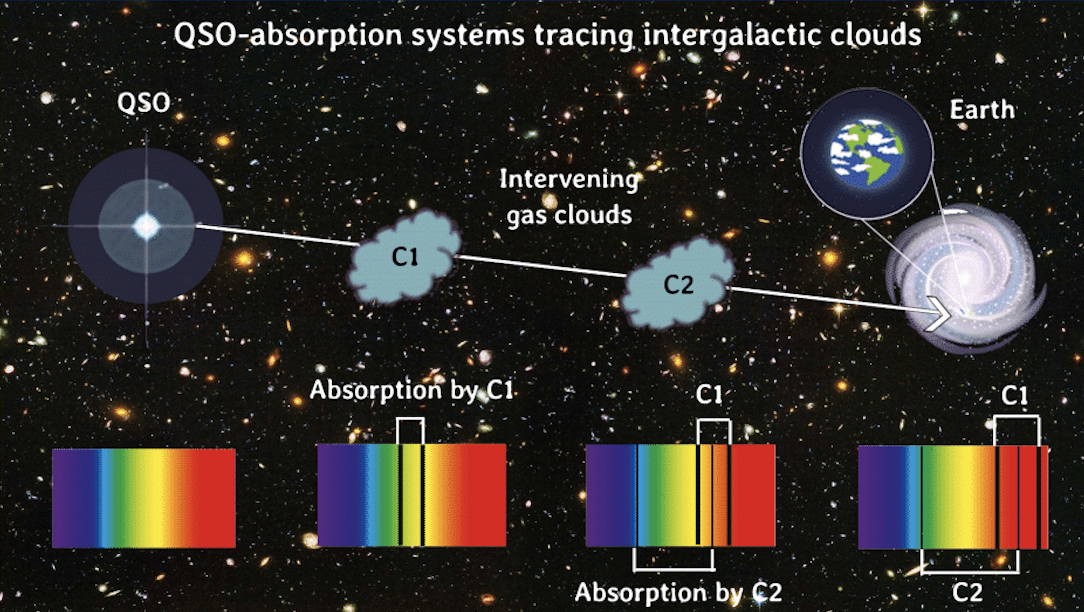 QSO-absorption systems tracing intergalactic clouds
QSO
Earth
Intervening
gas clouds
C1
C2
Absorption by C1
C1
C1
Absorption by C2
C2